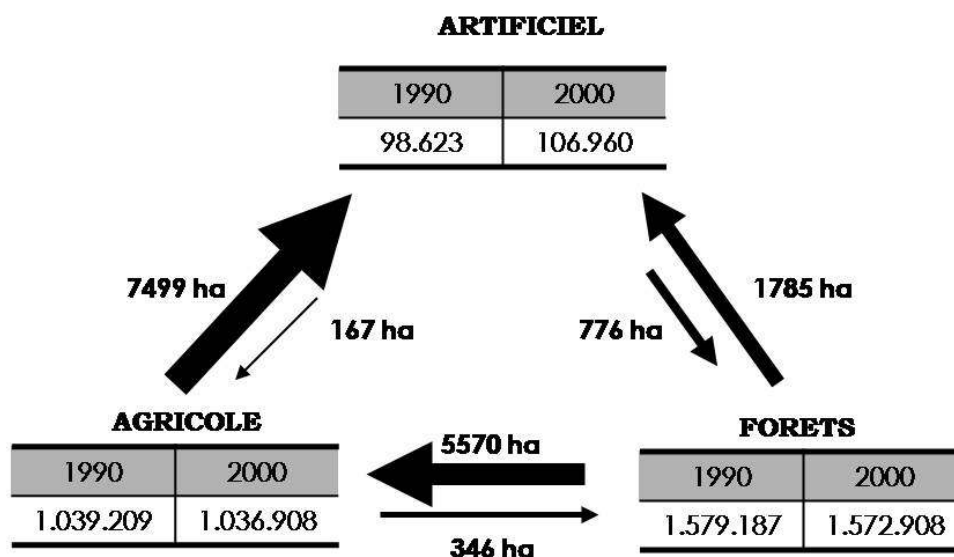 ARTIFICIEL
1990 2000
98.623 106.960
7499 ha
167 ha
776 ha
1785 ha
AGRICOLE
1990 2000
1.039.209 1.036.908
5570 ha
346 ha
FORETS
1990 2000
1.579.187 1.572.908